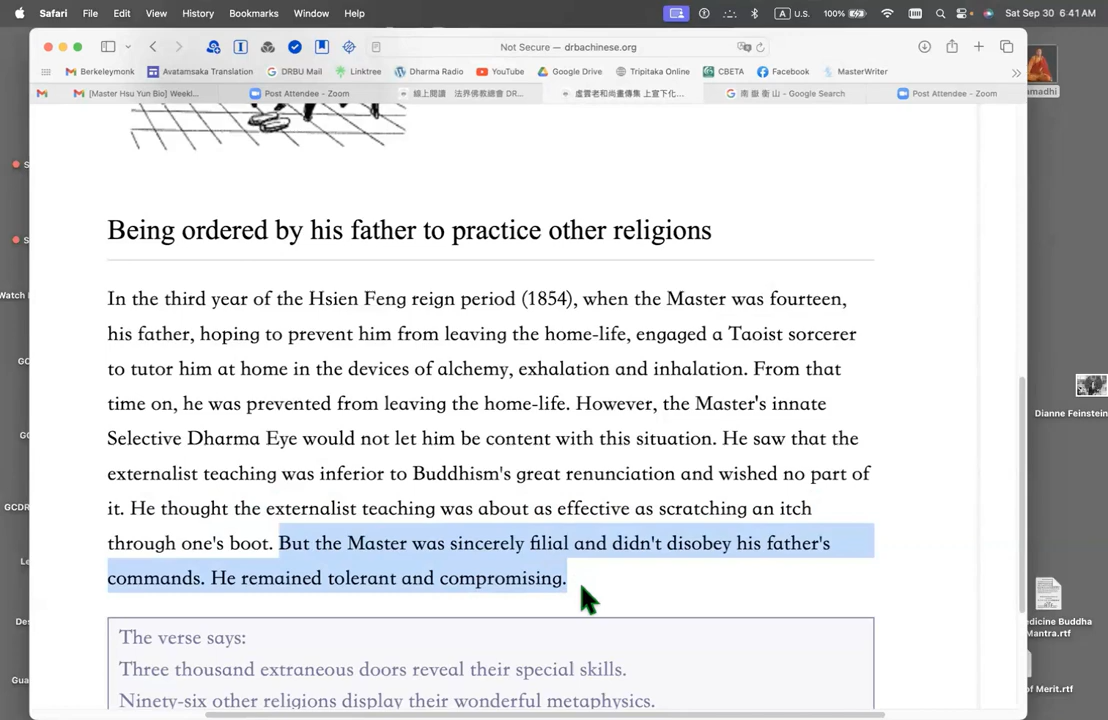 Safari File Edit View History Bookmarks Window Help A U.S. 100% Sat Sep 30 6:41 AM
Not Secure — drbachinese.org
Berkeleymonk Avatamsaka Translation DRBU Mail Linktree Dharma Radio YouTube Google Drive Tripitaka Online CBETA Facebook MasterWriter
[Master Hsu Yun Bio] Weekl... Post Attendee - Zoom 線上閱讀 法界佛教總會 DR... 虛雲老和尚畫傳集 上宣下化... 南嶽衡山 - Google Search Post Attendee - Zoom
Being ordered by his father to practice other religions
In the third year of the Hsien Feng reign period (1854), when the Master was fourteen,
his father, hoping to prevent him from leaving the home-life, engaged a Taoist sorcerer
to tutor him at home in the devices of alchemy, exhalation and inhalation. From that
time on, he was prevented from leaving the home-life. However, the Master's innate
Selective Dharma Eye would not let him be content with this situation. He saw that the
externalist teaching was inferior to Buddhism's great renunciation and wished no part of
it. He thought the externalist teaching was about as effective as scratching an itch
through one's boot. But the Master was sincerely filial and didn't disobey his father's
commands. He remained tolerant and compromising.
The verse says:
Three thousand extraneous doors reveal their special skills.
Ninety-six other religions display their wonderful metaphysics.
amadhi
Dianne Feinstein
edicine Buddha
Mantra.rtf
of Merit.rtf
S
S
Watch
GC
GC
GCDR
Des
Gua